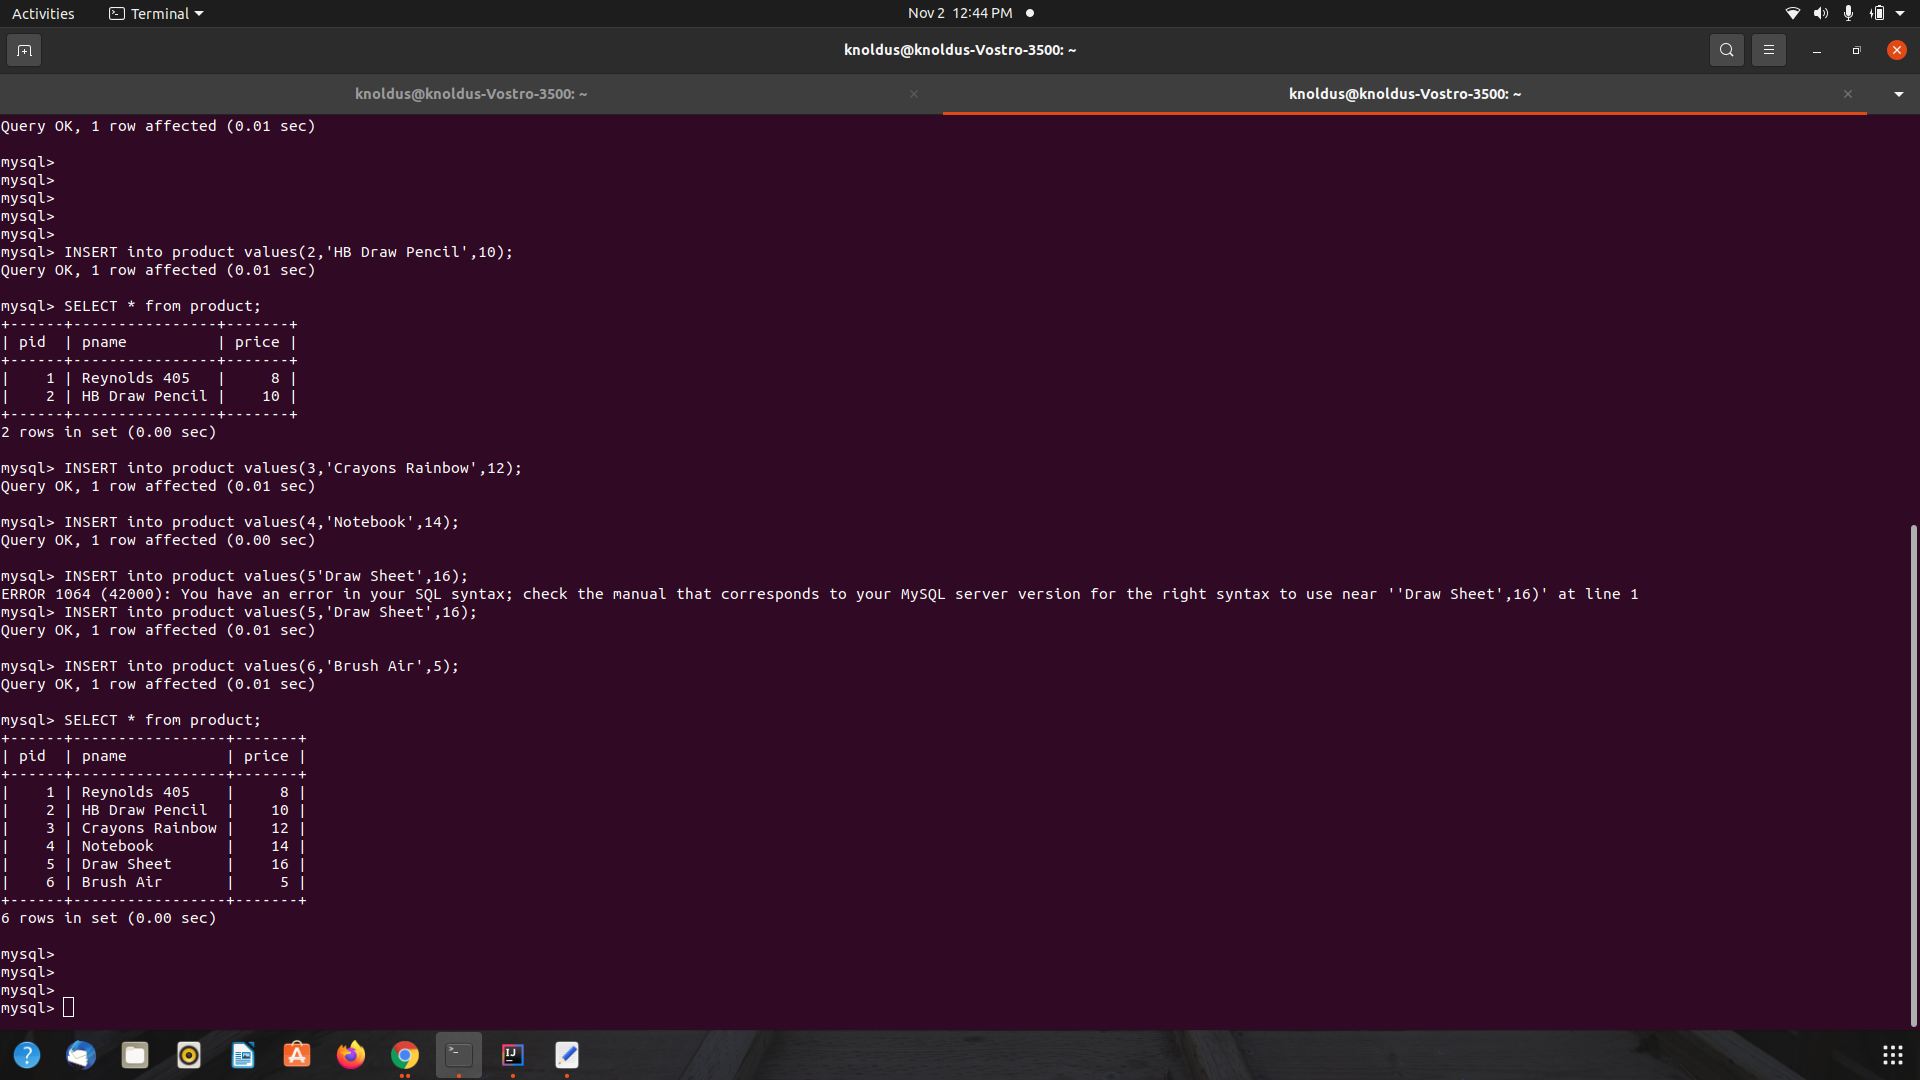 Activities Terminal Nov 2 12:44 PM
knoldus@knoldus-Vostro-3500: ~
knoldus@knoldus-Vostro-3500: ~ knoldus@knoldus-Vostro-3500: ~
Query OK, 1 row affected (0.01 sec)
mysql>
mysql>
mysql>
mysql>
mysql>
mysql> INSERT into product values(2,'HB Draw Pencil',10);
Query OK, 1 row affected (0.01 sec)
mysql> SELECT * from product;
+------+----------------+-------+
| pid  | pname          | price |
+------+----------------+-------+
|    1 | Reynolds 405   |     8 |
|    2 | HB Draw Pencil |    10 |
+------+----------------+-------+
2 rows in set (0.00 sec)
mysql> INSERT into product values(3,'Crayons Rainbow',12);
Query OK, 1 row affected (0.01 sec)
mysql> INSERT into product values(4,'Notebook',14);
Query OK, 1 row affected (0.00 sec)
mysql> INSERT into product values(5'Draw Sheet',16);
ERROR 1064 (42000): You have an error in your SQL syntax; check the manual that corresponds to your MySQL server version for the right syntax to use near ''Draw Sheet',16)' at line 1
mysql> INSERT into product values(5,'Draw Sheet',16);
Query OK, 1 row affected (0.01 sec)
mysql> INSERT into product values(6,'Brush Air',5);
Query OK, 1 row affected (0.01 sec)
mysql> SELECT * from product;
+------+-----------------+-------+
| pid  | pname           | price |
+------+-----------------+-------+
|    1 | Reynolds 405    |     8 |
|    2 | HB Draw Pencil  |    10 |
|    3 | Crayons Rainbow |    12 |
|    4 | Notebook        |    14 |
|    5 | Draw Sheet      |    16 |
|    6 | Brush Air       |     5 |
+------+-----------------+-------+
6 rows in set (0.00 sec)
mysql>
mysql>
mysql>
mysql>